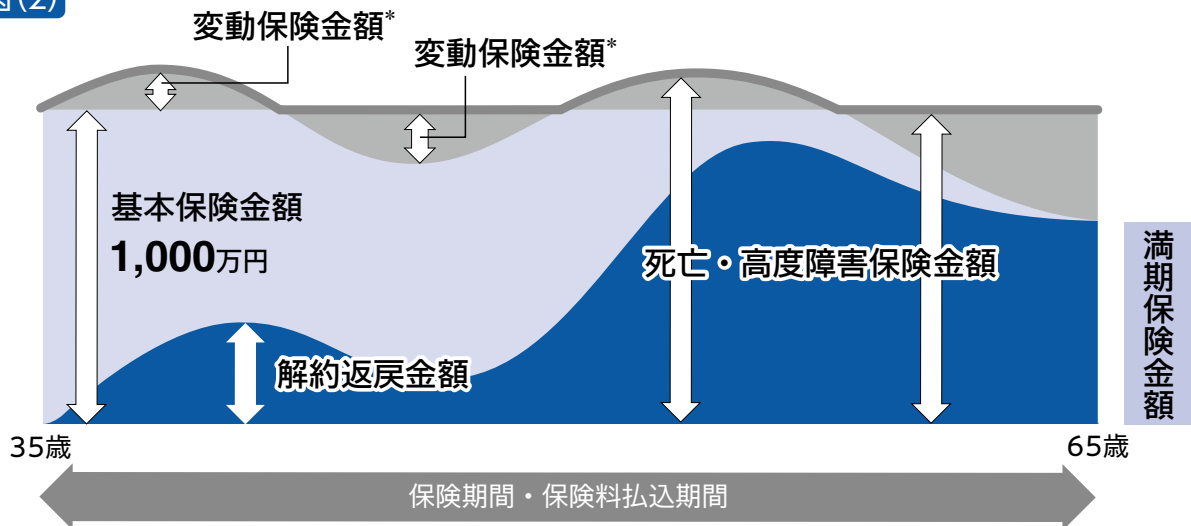 図(2)
変動保険金額*
変動保険金額*
基本保険金額
1,000万円
死亡・高度障害保険金額
解約返戻金額
満期保険金額
35歳
65歳
保険期間・保険料払込期間